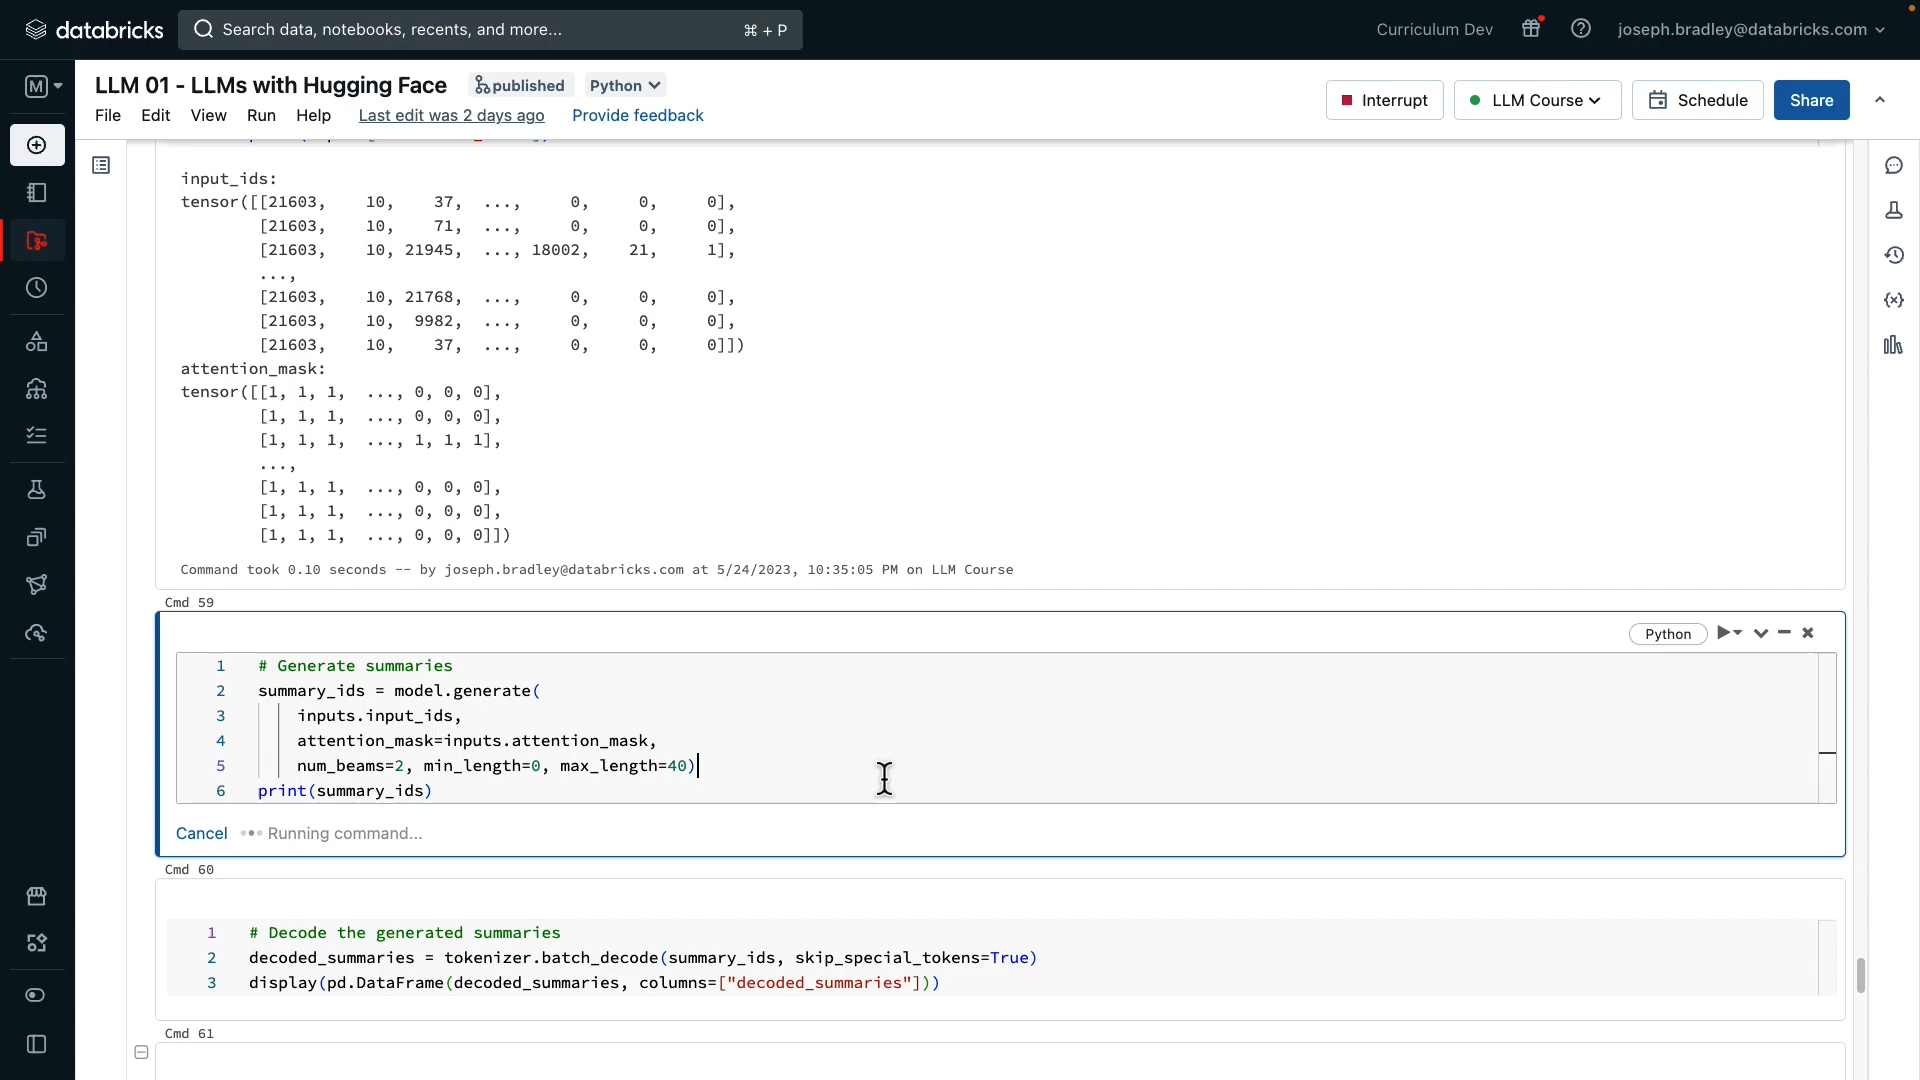 databricks
Search data, notebooks, recents, and more...
⌘ + P
Curriculum Dev
joseph.bradley@databricks.com
M
LLM 01 - LLMs with Hugging Face
published
Python
File Edit View Run Help Last edit was 2 days ago Provide feedback
Interrupt
LLM Course
Schedule
Share
input_ids:
tensor([[21603, 10, 37, ..., 0, 0, 0],
[21603, 10, 71, ..., 0, 0, 0],
[21603, 10, 21945, ..., 18002, 21, 1],
...,
[21603, 10, 21768, ..., 0, 0, 0],
[21603, 10, 9982, ..., 0, 0, 0],
[21603, 10, 37, ..., 0, 0, 0]])
attention_mask:
tensor([[1, 1, 1, ..., 0, 0, 0],
[1, 1, 1, ..., 0, 0, 0],
[1, 1, 1, ..., 1, 1, 1],
...,
[1, 1, 1, ..., 0, 0, 0],
[1, 1, 1, ..., 0, 0, 0],
[1, 1, 1, ..., 0, 0, 0]])
Command took 0.10 seconds -- by joseph.bradley@databricks.com at 5/24/2023, 10:35:05 PM on LLM Course
Cmd 59
Python
1 # Generate summaries
2 summary_ids = model.generate(
3 inputs.input_ids,
4 attention_mask=inputs.attention_mask,
5 num_beams=2, min_length=0, max_length=40)
6 print(summary_ids)
Cancel ••• Running command...
Cmd 60
1 # Decode the generated summaries
2 decoded_summaries = tokenizer.batch_decode(summary_ids, skip_special_tokens=True)
3 display(pd.DataFrame(decoded_summaries, columns=["decoded_summaries"]))
Cmd 61